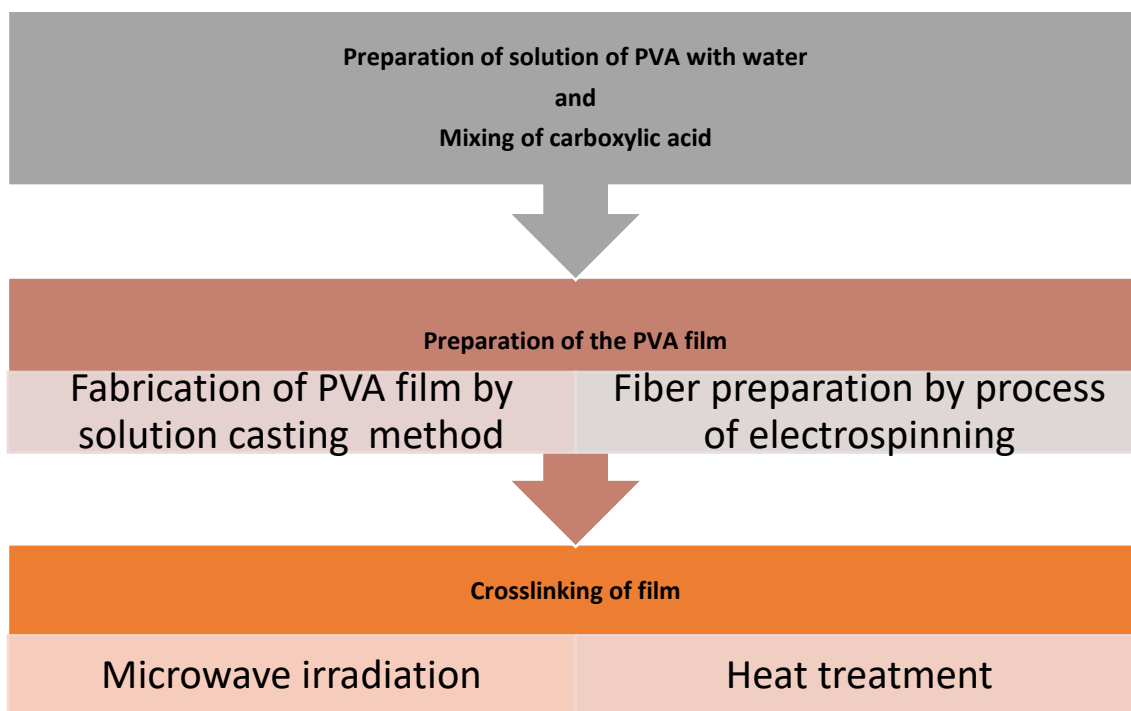 Preparation of solution of PVA with water
and
Mixing of carboxylic acid
Preparation of the PVA film
Fabrication of PVA film by
solution casting  method
Fiber preparation by process
of electrospinning
Crosslinking of film
Microwave irradiation
Heat treatment